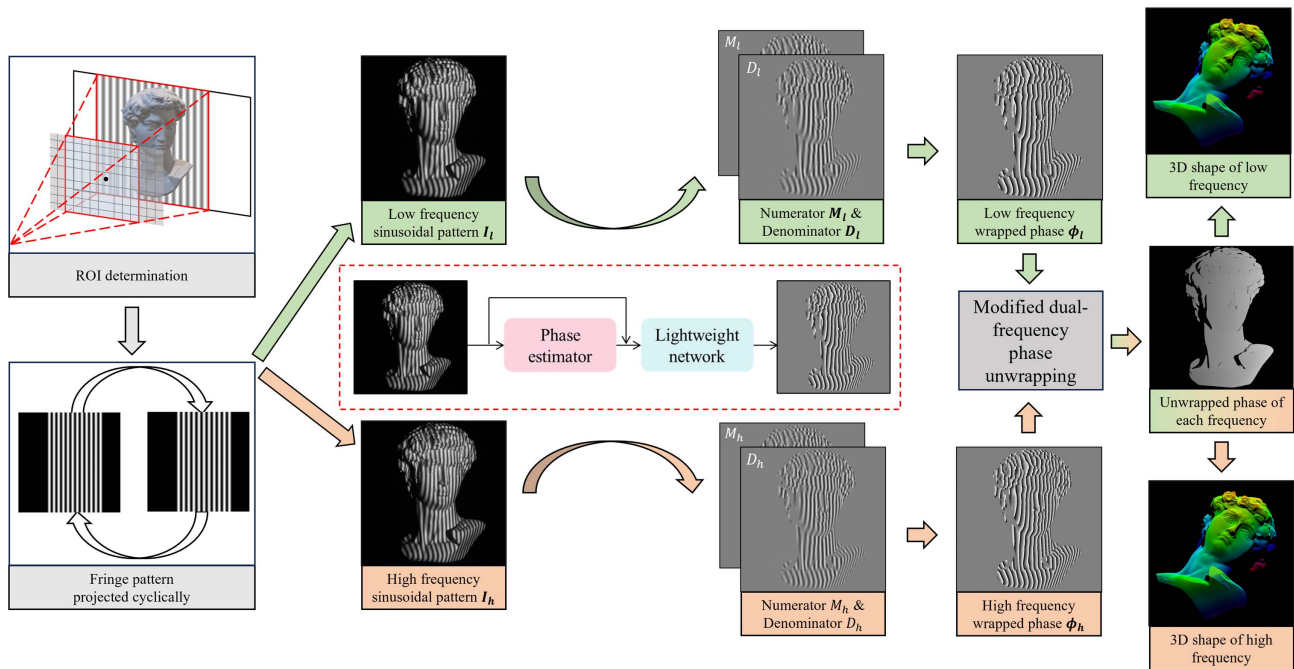 ROI determination
Fringe pattern
projected cyclically
Low frequency
sinusoidal pattern I_l
M_l
D_l
Numerator M_l &
Denominator D_l
Low frequency
wrapped phase ϕ_l
3D shape of low
frequency
Phase
estimator
Lightweight
network
Modified dual-
frequency
phase
unwrapping
Unwrapped phase of
each frequency
High frequency
sinusoidal pattern I_h
M_h
D_h
Numerator M_h &
Denominator D_h
High frequency
wrapped phase ϕ_h
3D shape of high
frequency